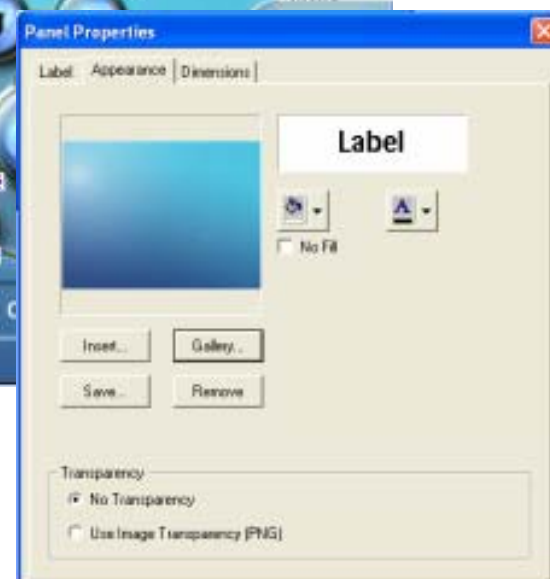 Panel Properties
Label Appearance Dimensions
Label
A
No Fill
Insert... Gallery...
Save... Remove
Transparency
No Transparency
Use Image Transparency (PNG)